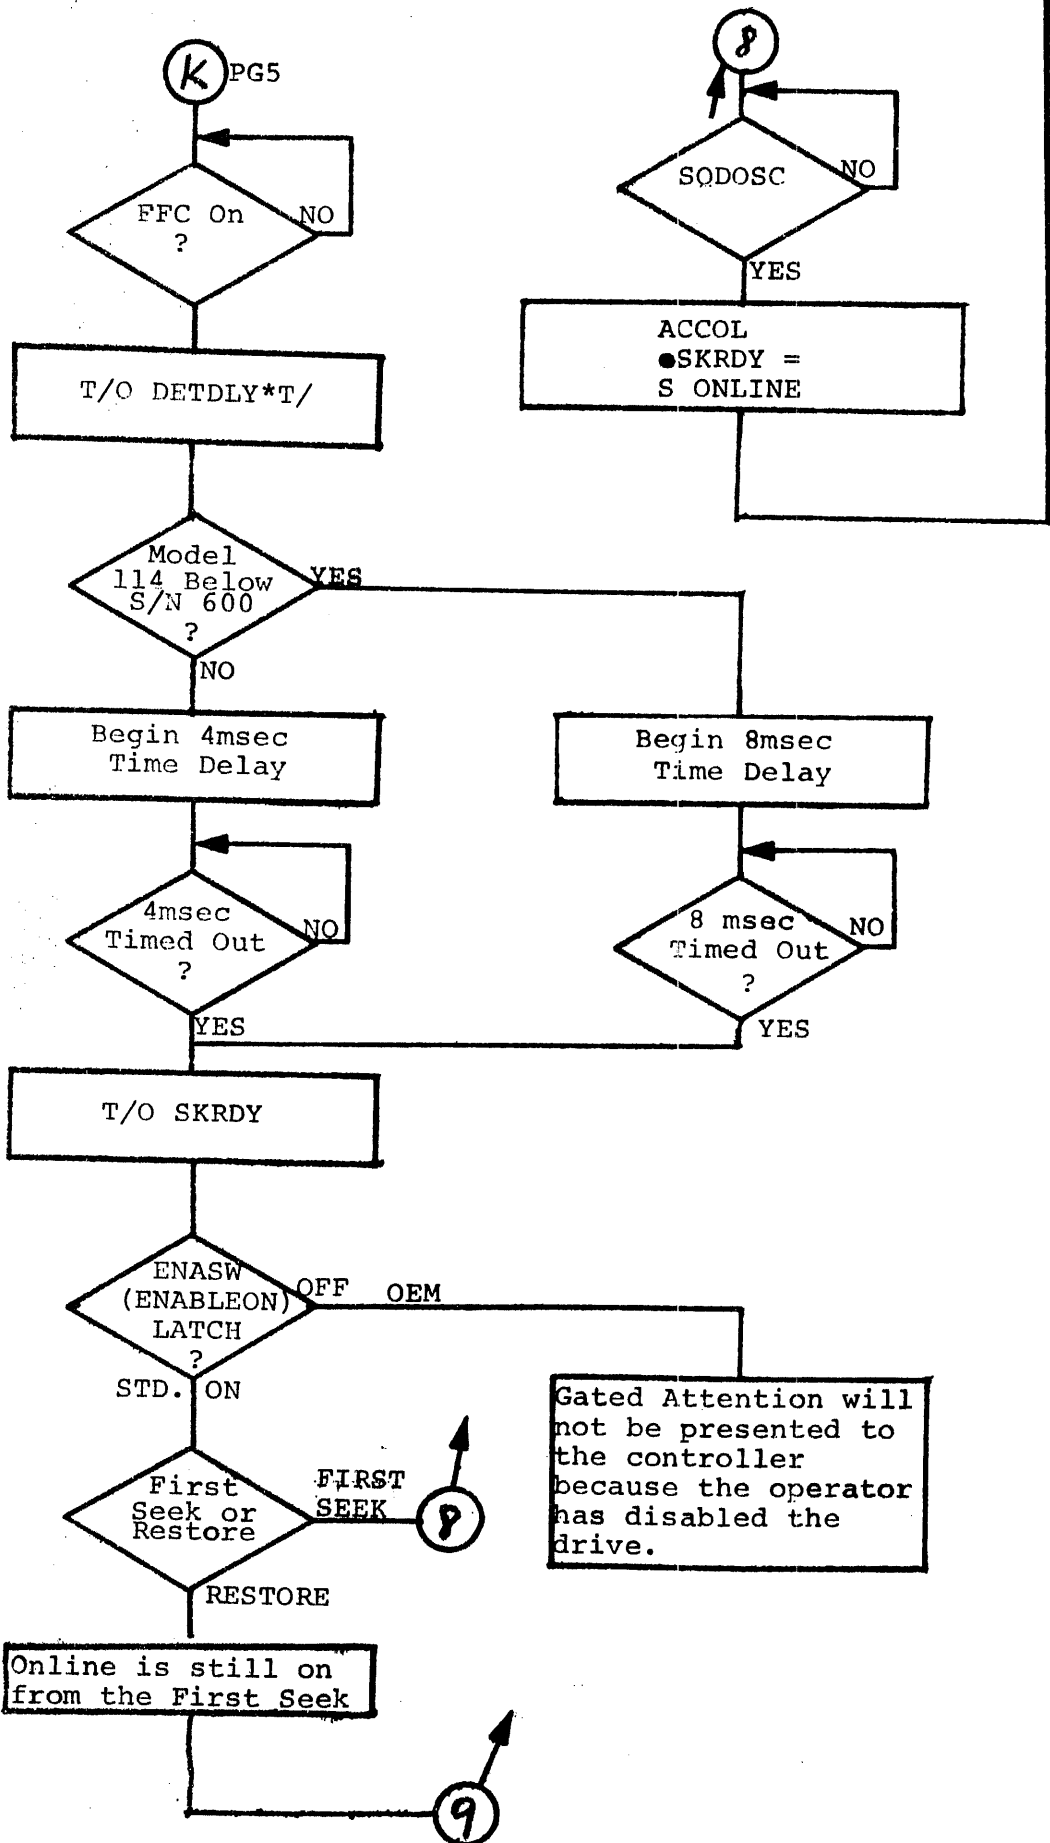 K PG5
FFC On
?
NO
T/O DETDLY*T/
Model
114 Below
S/N 600
?
YES
NO
Begin 4msec
Time Delay
4msec
Timed Out
?
NO
YES
T/O SKRDY
ENASW
(ENABLEON)
LATCH
?
OFF OEM
STD. ON
First
Seek or
Restore
FIRST
SEEK
8
RESTORE
Online is still on
from the First Seek
9
8
SQDOSC
NO
YES
ACCOL
●SKRDY =
S ONLINE
Begin 8msec
Time Delay
8 msec
Timed Out
?
NO
YES
Gated Attention will
not be presented to
the controller
because the operator
has disabled the
drive.